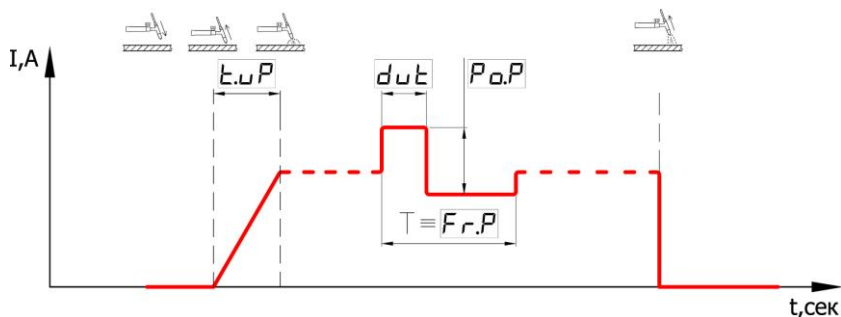 I,A
t.uP
dut
Po.P
T ≡ Fr.P
t,сек